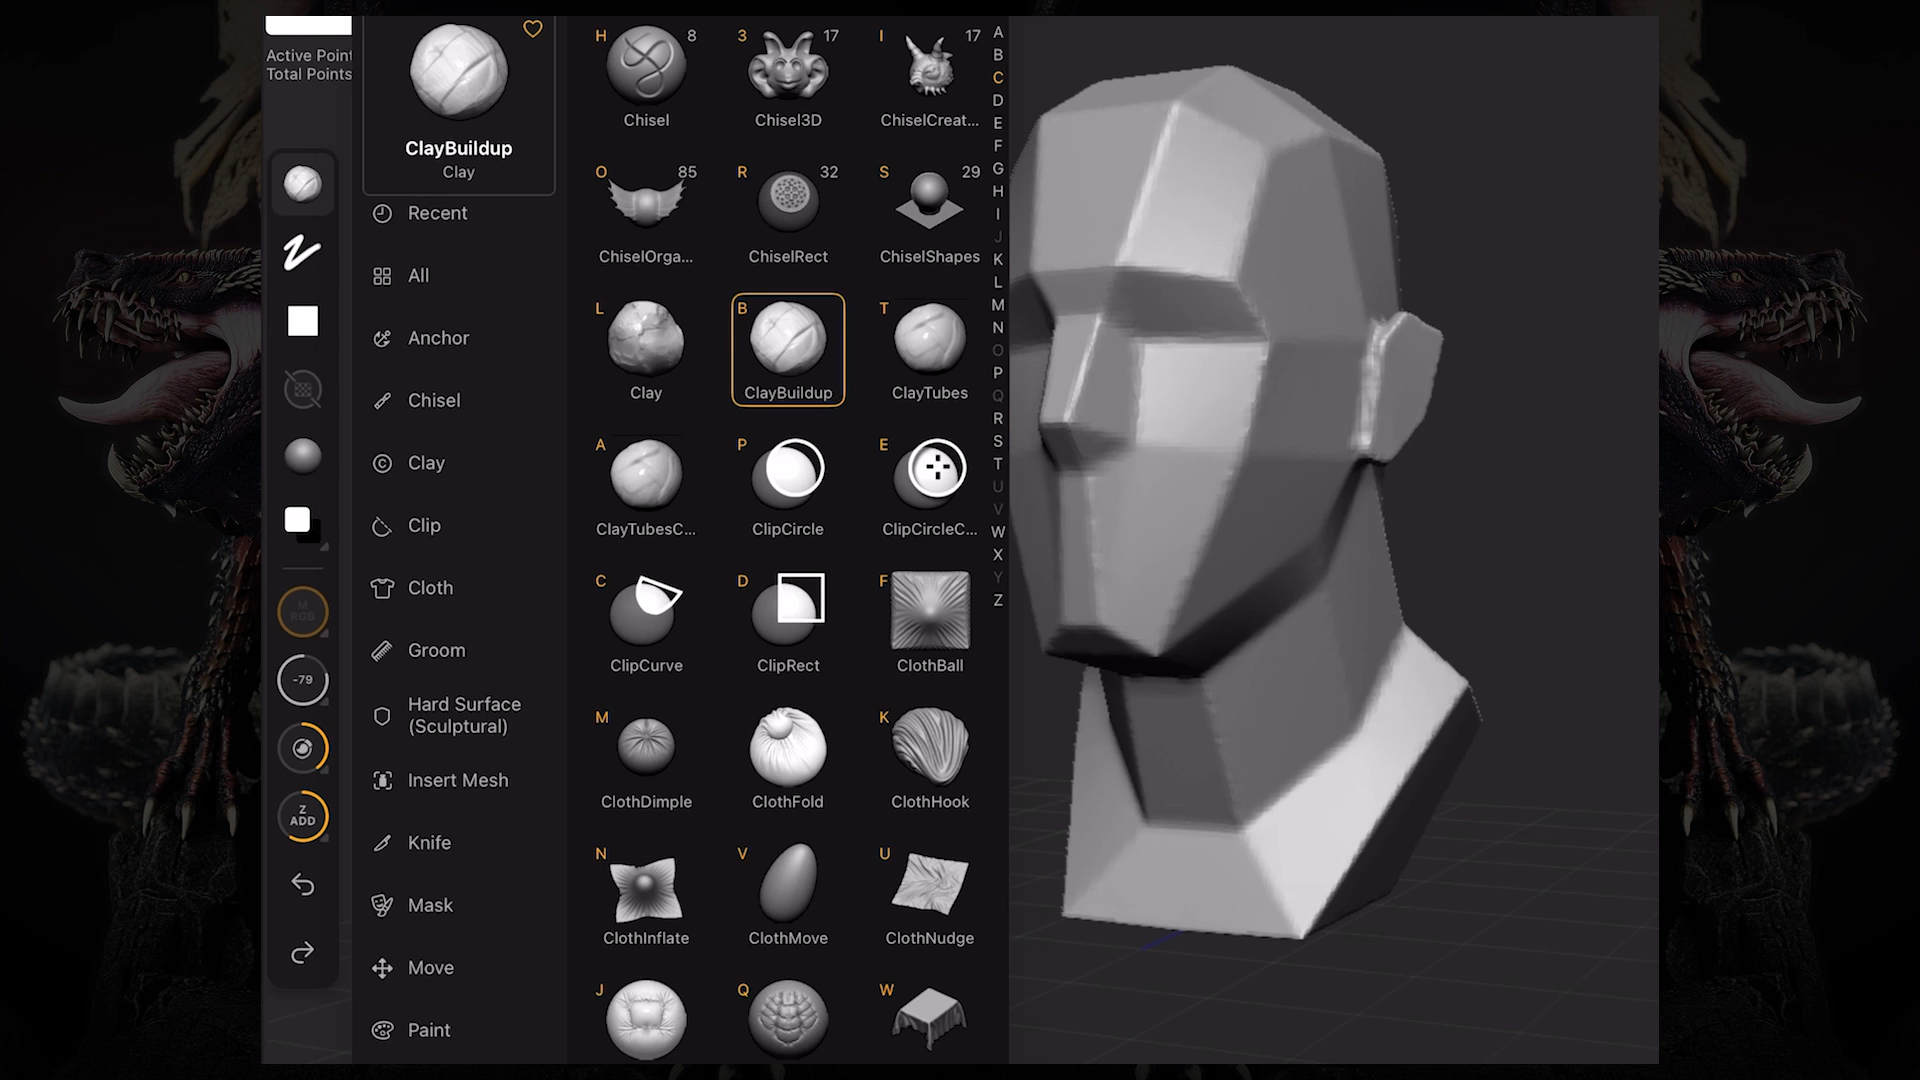 Active Point
Total Points
M
RGB
-79
Z
ADD
ClayBuildup
Clay
Recent
All
Anchor
Chisel
Clay
Clip
Cloth
Groom
Hard Surface
(Sculptural)
Insert Mesh
Knife
Mask
Move
Paint
H 8
Chisel
3 17
Chisel3D
I 17
ChiselCreat...
O 85
ChiselOrga...
R 32
ChiselRect
S 29
ChiselShapes
L
Clay
B
ClayBuildup
T
ClayTubes
A
ClayTubesC...
P
ClipCircle
E
ClipCircleC...
C
ClipCurve
D
ClipRect
F
ClothBall
M
ClothDimple
V
ClothFold
K
ClothHook
N
ClothInflate
V
ClothMove
U
ClothNudge
J
Q
W
A
B
C
D
E
F
G
H
I
J
K
L
M
N
O
P
Q
R
S
T
U
V
W
X
Y
Z